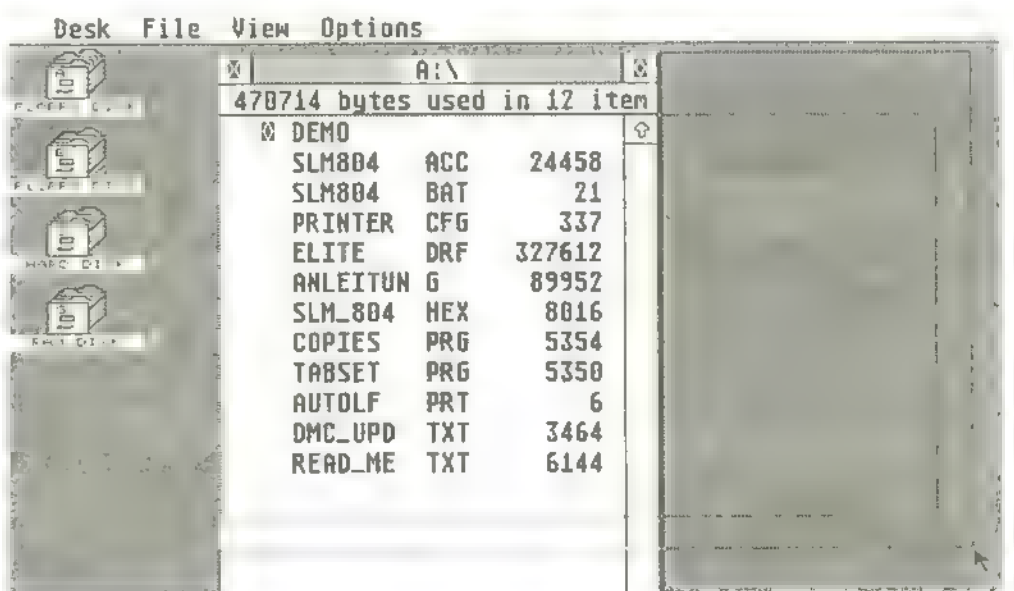 Desk File View Options
A:\
470714 bytes used in 12 item
DEMO
SLM804 ACC 24458
SLM804 BAT 21
PRINTER CFG 337
ELITE DRF 327612
ANLEITUN G 89952
SLM_804 HEX 8016
COPIES PRG 5354
TABSET PRG 5350
AUTOLF PRT 6
DMC_UPD TXT 3464
READ_ME TXT 6144